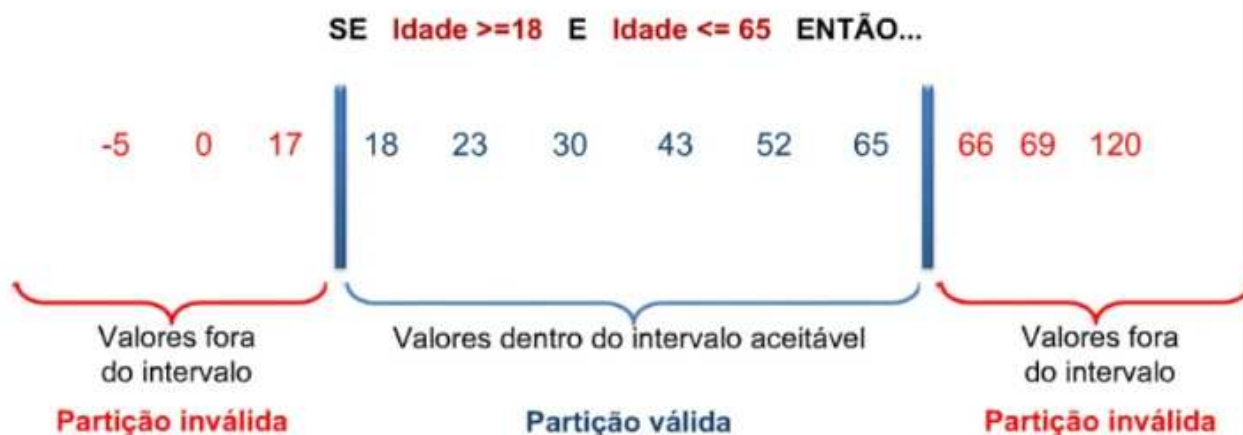 SE Idade >=18 E Idade <= 65 ENTÃO...
-5 0 17 18 23 30 43 52 65 66 69 120
Valores fora
do intervalo
Partição inválida
Valores dentro do intervalo aceitável
Partição válida
Valores fora
do intervalo
Partição inválida